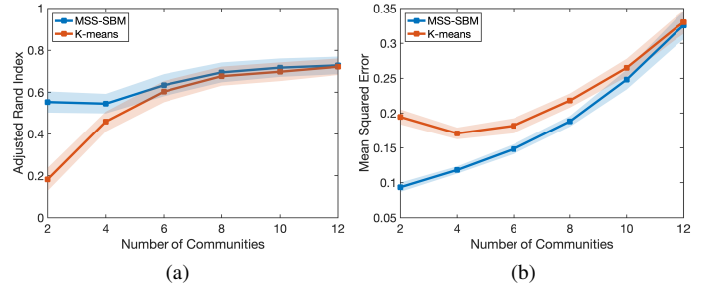 MSS-SBM
K-means
1
0.8
0.6
0.4
0.2
0
Adjusted Rand Index
2 4 6 8 10 12
Number of Communities
(a)
MSS-SBM
K-means
0.35
0.3
0.25
0.2
0.15
0.1
0.05
Mean Squared Error
2 4 6 8 10 12
Number of Communities
(b)